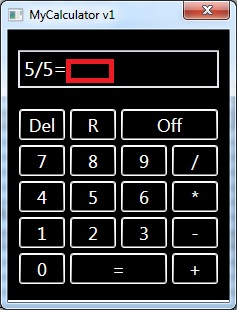 MyCalculator v1
5/5=
Del R Off
7 8 9 /
4 5 6 *
1 2 3 -
0 = +